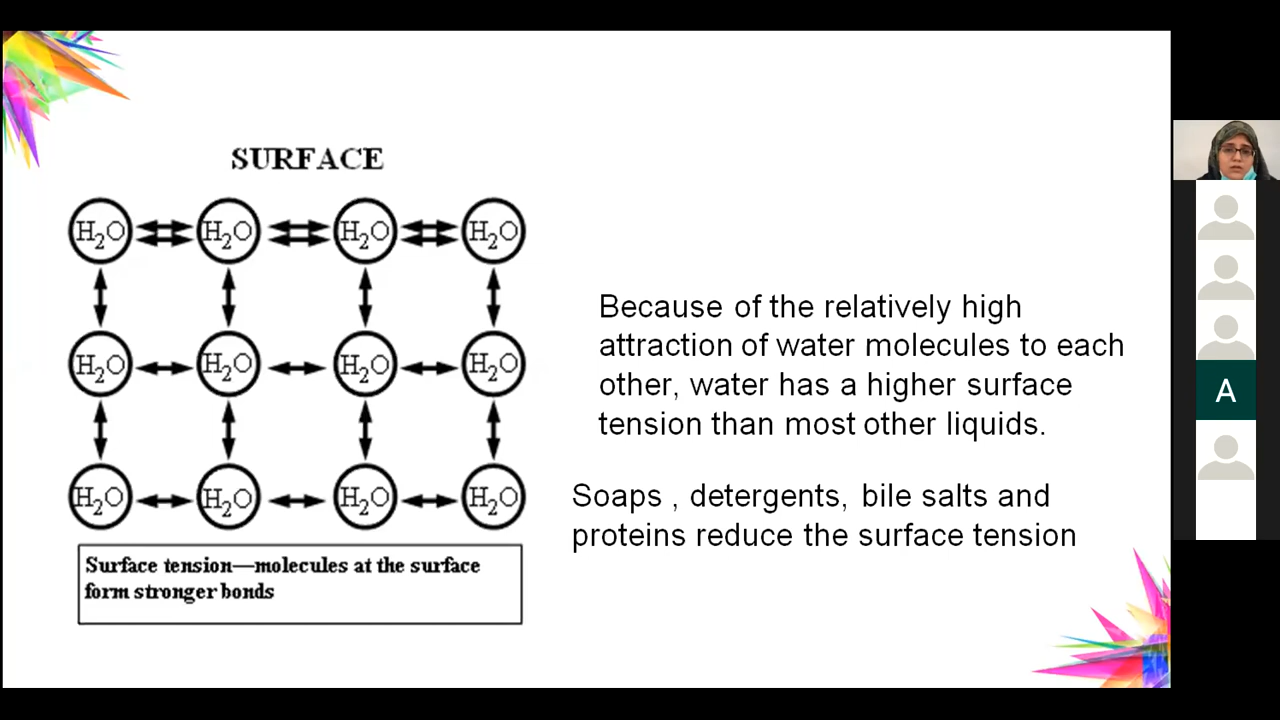 SURFACE
H₂O H₂O H₂O H₂O
H₂O H₂O H₂O H₂O
H₂O H₂O H₂O H₂O
Surface tension—molecules at the surface
form stronger bonds
Because of the relatively high
attraction of water molecules to each
other, water has a higher surface
tension than most other liquids.
Soaps , detergents, bile salts and
proteins reduce the surface tension
A